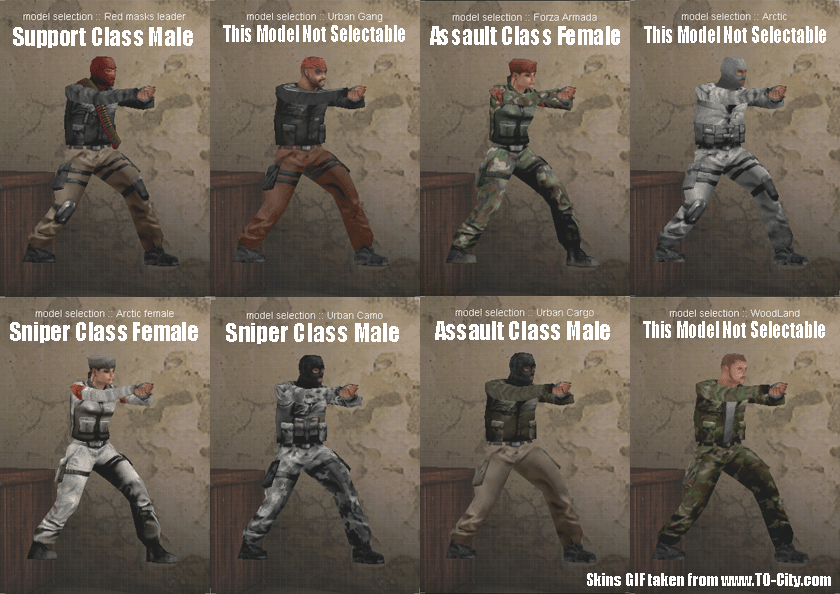 model selection :: Red masks leader
Support Class Male
model selection :: Urban Gang
This Model Not Selectable
model selection :: Forza Armada
Assault Class Female
model selection :: Arctic
This Model Not Selectable
model selection :: Arctic female
Sniper Class Female
model selection :: Urban Camo
Sniper Class Male
model selection :: Urban Cargo
Assault Class Male
model selection :: WoodLand
This Model Not Selectable
Skins GIF taken from www.TO-City.com